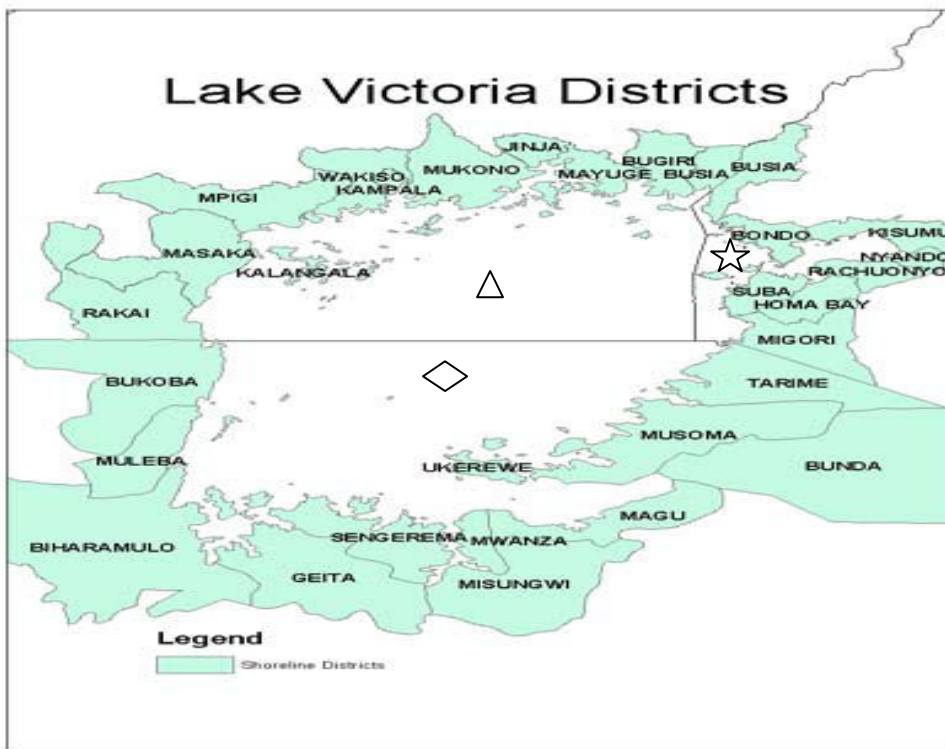 Lake Victoria Districts
JINJA
BUGIRI
BUSIA
WAKISO
MUKONO
MAYUGE
BUSIA
KAMPALA
MPIGI
BONDO
KISUMU
MASAKA
NYANDO
KALANGALA
RACHUONYO
SUBA
HOMA BAY
RAKAI
MIGORI
BUKOBA
TARIME
MUSOMA
MULEBA
UKEREWE
BUNDA
MAGU
SENGEREMA
MWANZA
BIHARAMULO
GEITA
MISUNGWI
Legend
Shoreline Districts